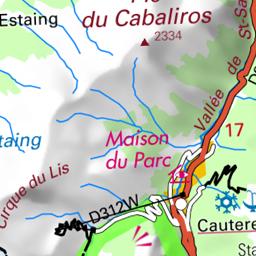 du Cabaliros
2334
Estaing
Vallée de St-Sa
17
Maison
du Parc
taing
Cirque du Lis
D312W
Cautere
Sta